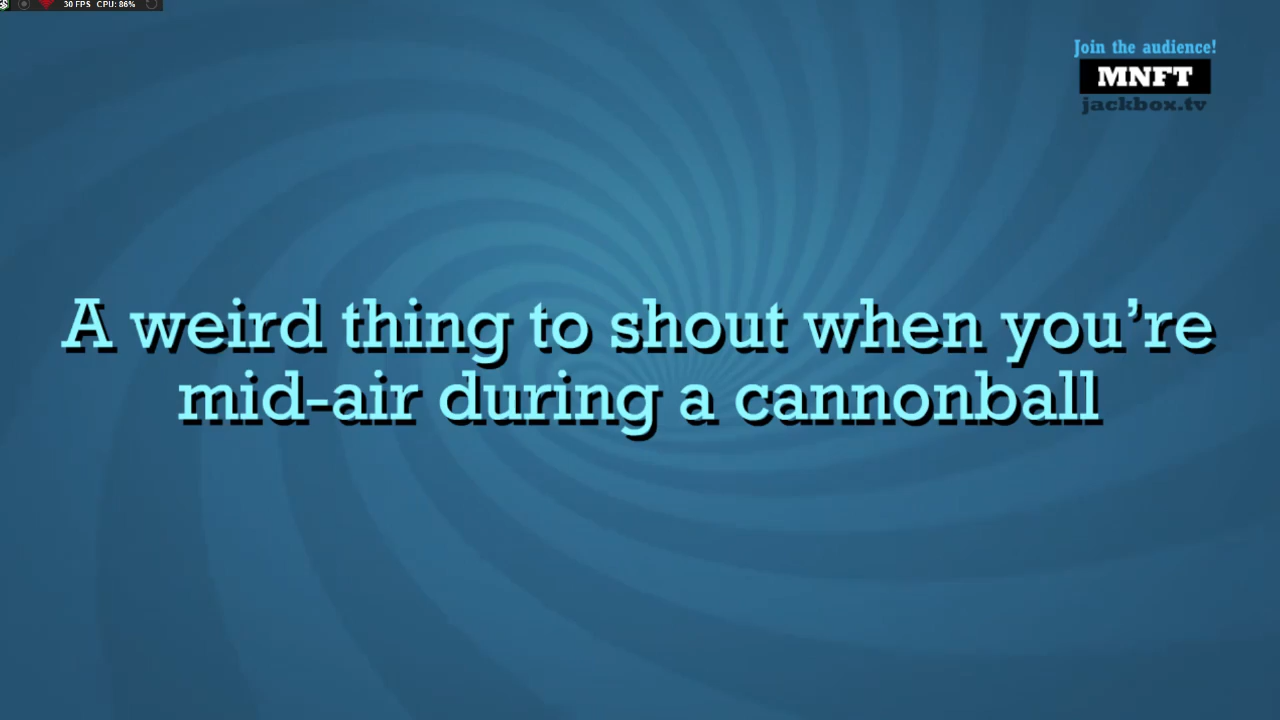 30 FPS CPU: 86%
Join the audience!
MNFT
jackbox.tv
A weird thing to shout when you're
mid-air during a cannonball